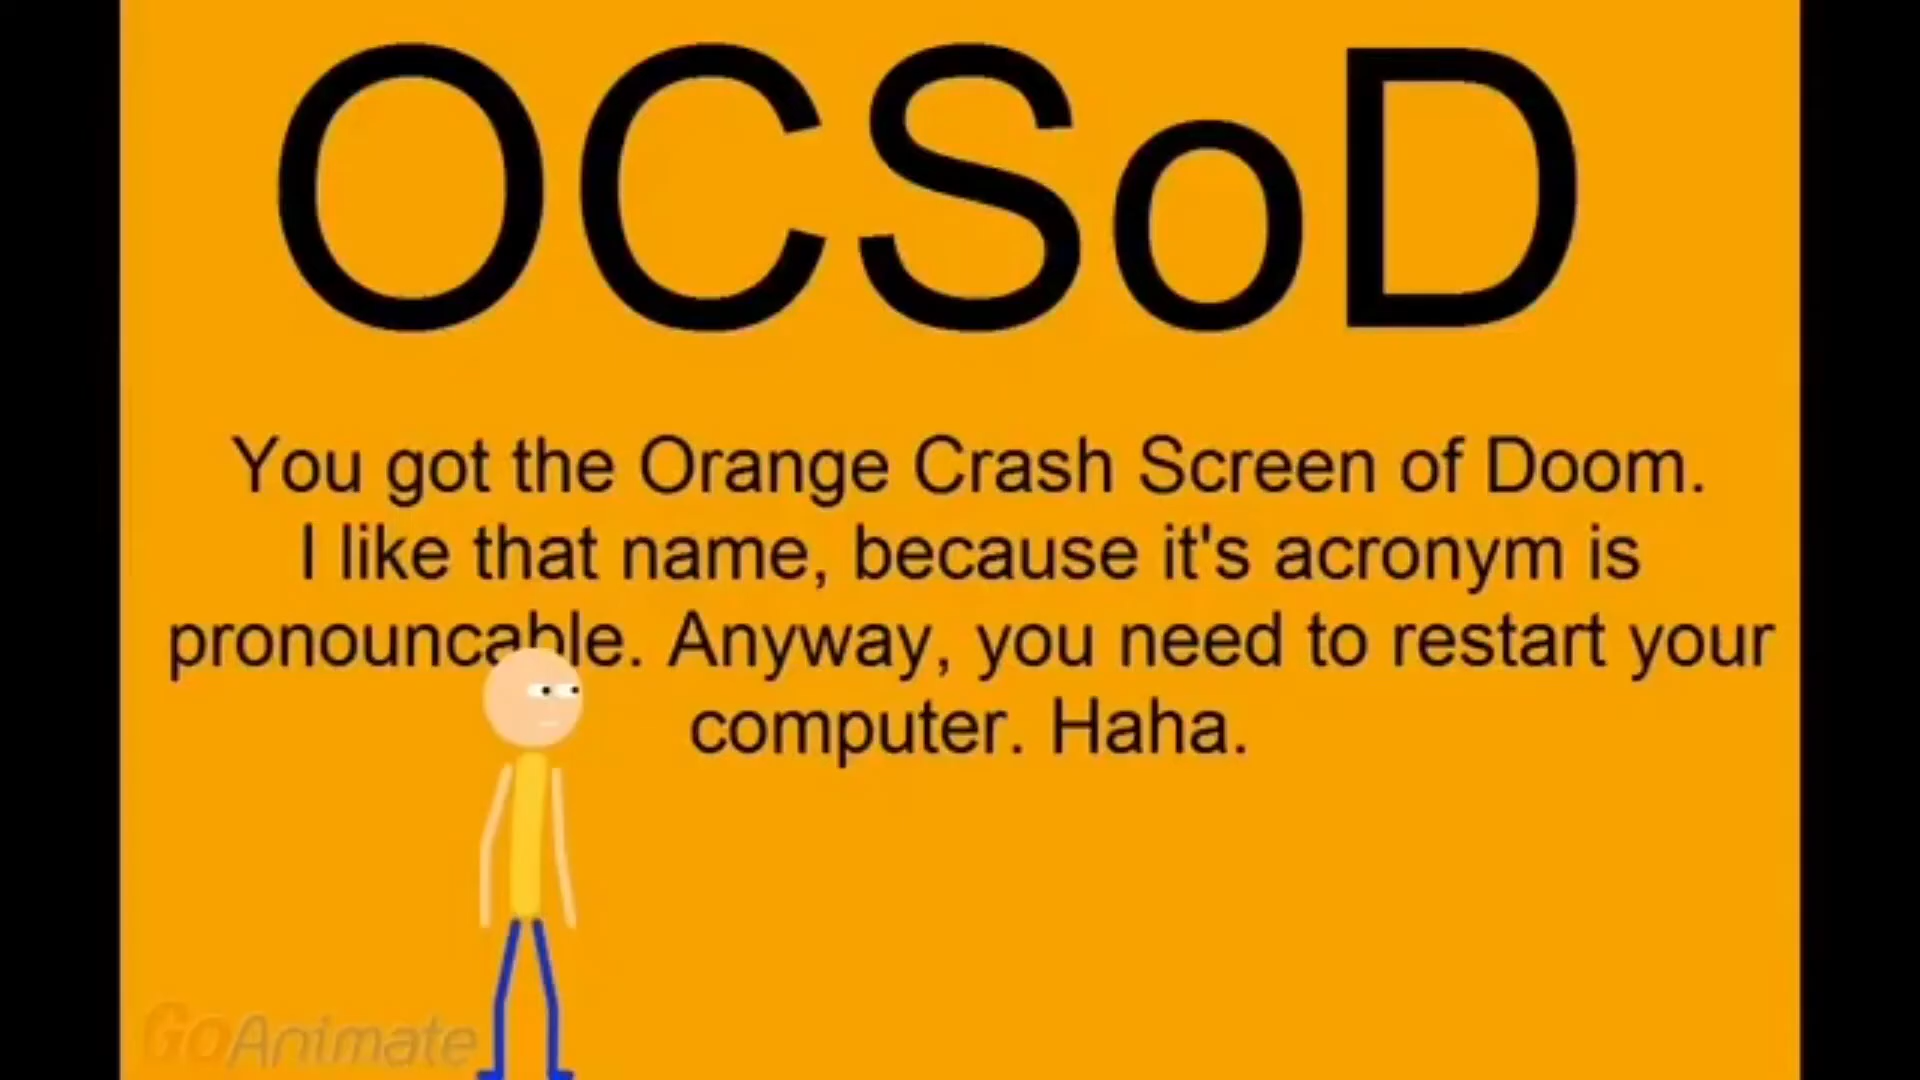 OCSoD
You got the Orange Crash Screen of Doom.
I like that name, because it's acronym is
pronouncable. Anyway, you need to restart your
computer. Haha.
GoAnimate